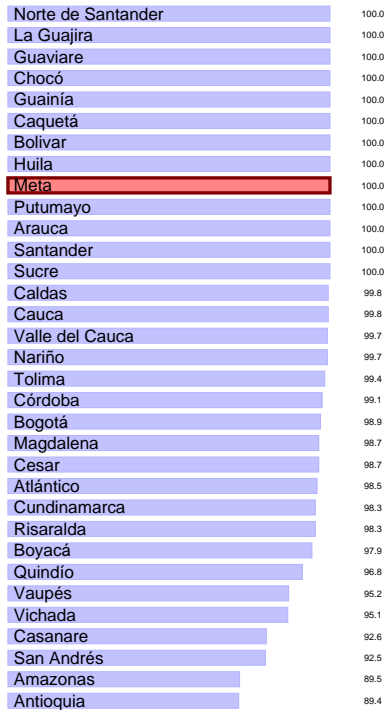 Norte de Santander 100.0
La Guajira 100.0
Guaviare 100.0
Chocó 100.0
Guainía 100.0
Caquetá 100.0
Bolivar 100.0
Huila 100.0
Meta 100.0
Putumayo 100.0
Arauca 100.0
Santander 100.0
Sucre 100.0
Caldas 99.8
Cauca 99.8
Valle del Cauca 99.7
Nariño 99.7
Tolima 99.4
Córdoba 99.1
Bogotá 98.9
Magdalena 98.7
Cesar 98.7
Atlántico 98.5
Cundinamarca 98.3
Risaralda 98.3
Boyacá 97.9
Quindío 96.8
Vaupés 95.2
Vichada 95.1
Casanare 92.6
San Andrés 92.5
Amazonas 89.5
Antioquia 89.4